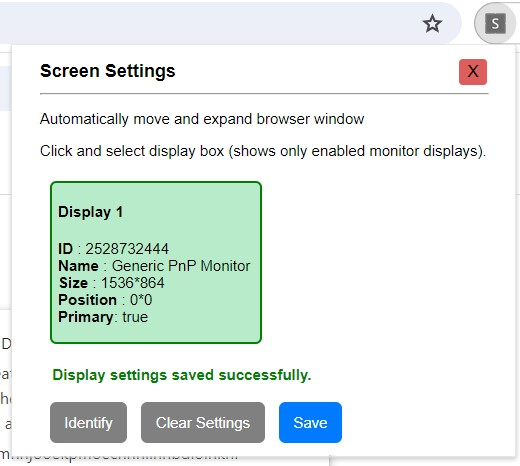 S
Screen Settings
X
Automatically move and expand browser window
Click and select display box (shows only enabled monitor displays).
Display 1
ID : 2528732444
Name : Generic PnP Monitor
Size : 1536*864
Position : 0*0
Primary: true
Display settings saved successfully.
Identify
Clear Settings
Save